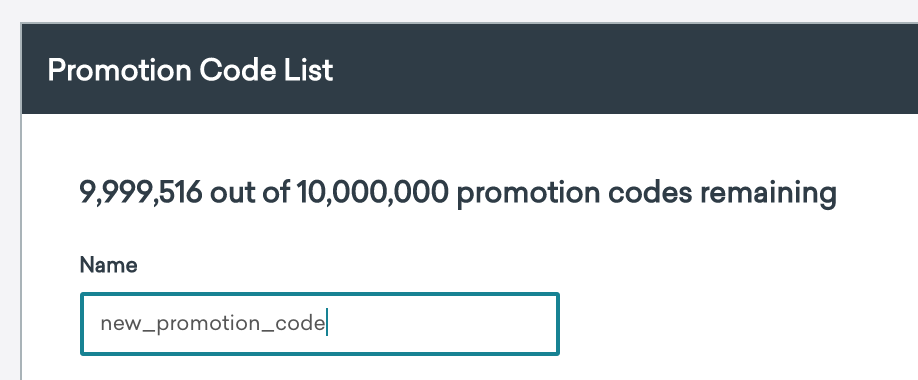 Promotion Code List
9,999,516 out of 10,000,000 promotion codes remaining
Name
new_promotion_code